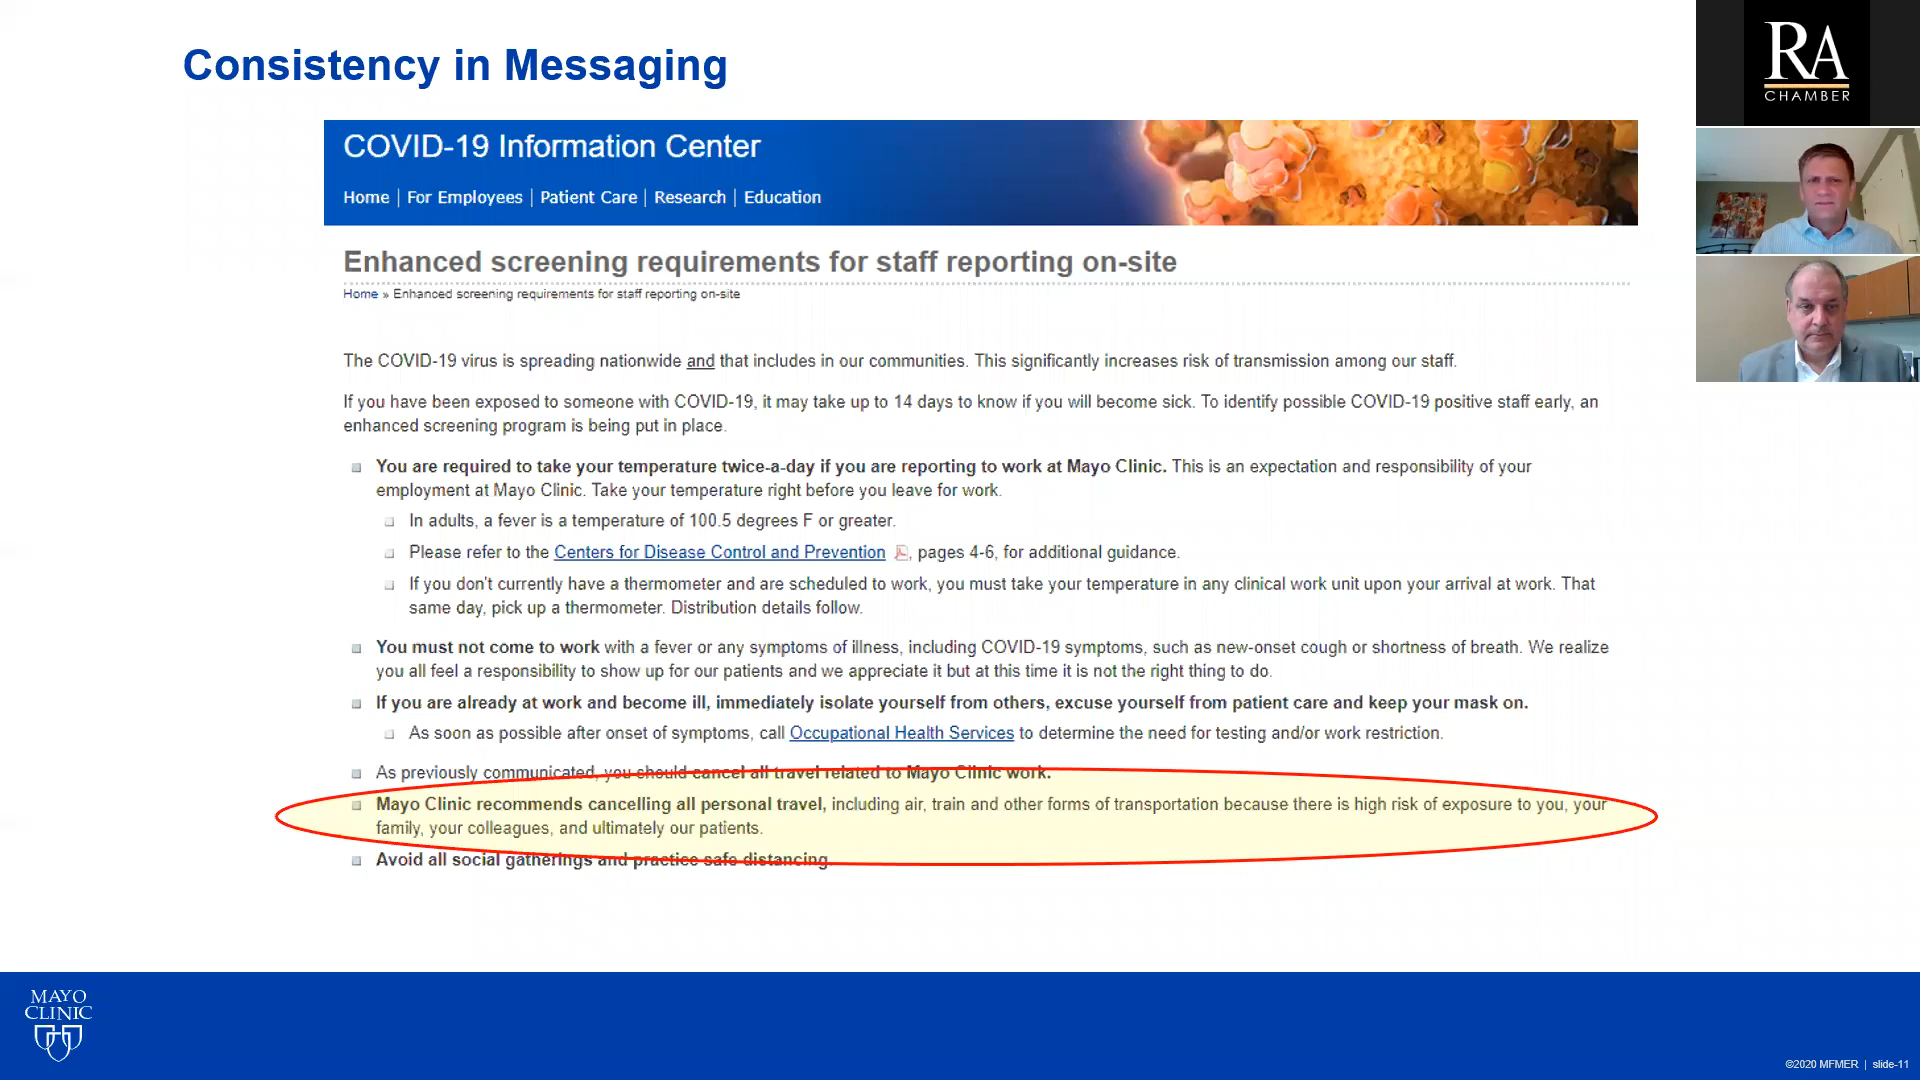 Consistency in Messaging
RA
CHAMBER
COVID-19 Information Center
Home | For Employees | Patient Care | Research | Education
Enhanced screening requirements for staff reporting on-site
Home » Enhanced screening requirements for staff reporting on-site
The COVID-19 virus is spreading nationwide and that includes in our communities. This significantly increases risk of transmission among our staff.
If you have been exposed to someone with COVID-19, it may take up to 14 days to know if you will become sick. To identify possible COVID-19 positive staff early, an
enhanced screening program is being put in place.
You are required to take your temperature twice-a-day if you are reporting to work at Mayo Clinic. This is an expectation and responsibility of your
employment at Mayo Clinic. Take your temperature right before you leave for work.
In adults, a fever is a temperature of 100.5 degrees F or greater.
Please refer to the Centers for Disease Control and Prevention , pages 4-6, for additional guidance.
If you don't currently have a thermometer and are scheduled to work, you must take your temperature in any clinical work unit upon your arrival at work. That
same day, pick up a thermometer. Distribution details follow.
You must not come to work with a fever or any symptoms of illness, including COVID-19 symptoms, such as new-onset cough or shortness of breath. We realize
you all feel a responsibility to show up for our patients and we appreciate it but at this time it is not the right thing to do.
If you are already at work and become ill, immediately isolate yourself from others, excuse yourself from patient care and keep your mask on.
As soon as possible after onset of symptoms, call Occupational Health Services to determine the need for testing and/or work restriction.
As previously communicated, you should cancel all travel related to Mayo Clinic work.
Mayo Clinic recommends cancelling all personal travel, including air, train and other forms of transportation because there is high risk of exposure to you, your
family, your colleagues, and ultimately our patients.
Avoid all social gatherings and practice safe distancing
MAYO
CLINIC
©2020 MFMER | slide-11